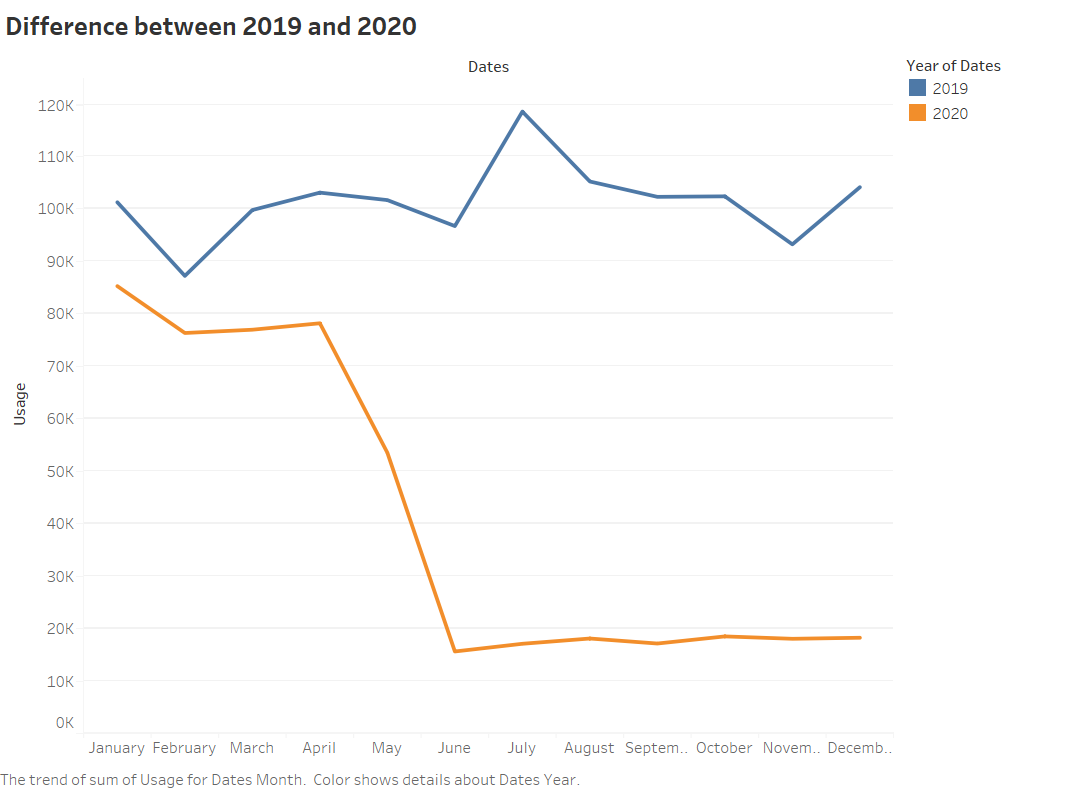 Difference between 2019 and 2020
Dates
Year of Dates
2019
2020
120K
110K
100K
90K
80K
70K
60K
50K
40K
30K
20K
10K
0K
Usage
January February March April May June July August Septem.. October Novem.. Decemb..
The trend of sum of Usage for Dates Month. Color shows details about Dates Year.